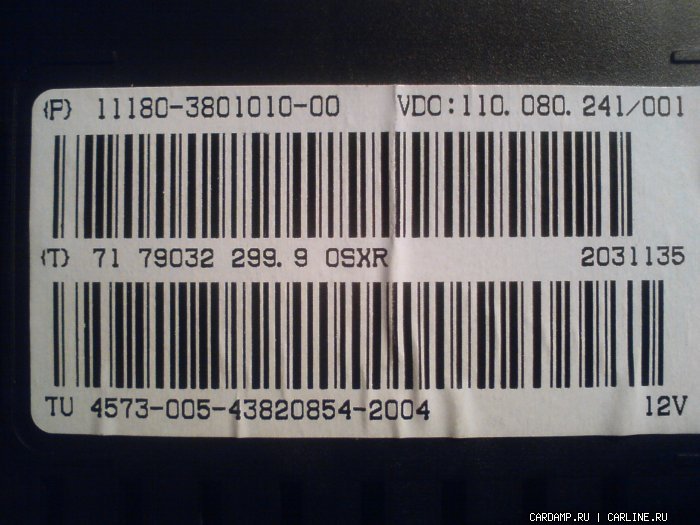 {P} 11180-3801010-00 VDO:110.080.241/001
{T} 71 79032 299.9 0SXR 2031135
TU 4573-005-43820854-2004 12V
CARDAMP.RU | CARLINE.RU